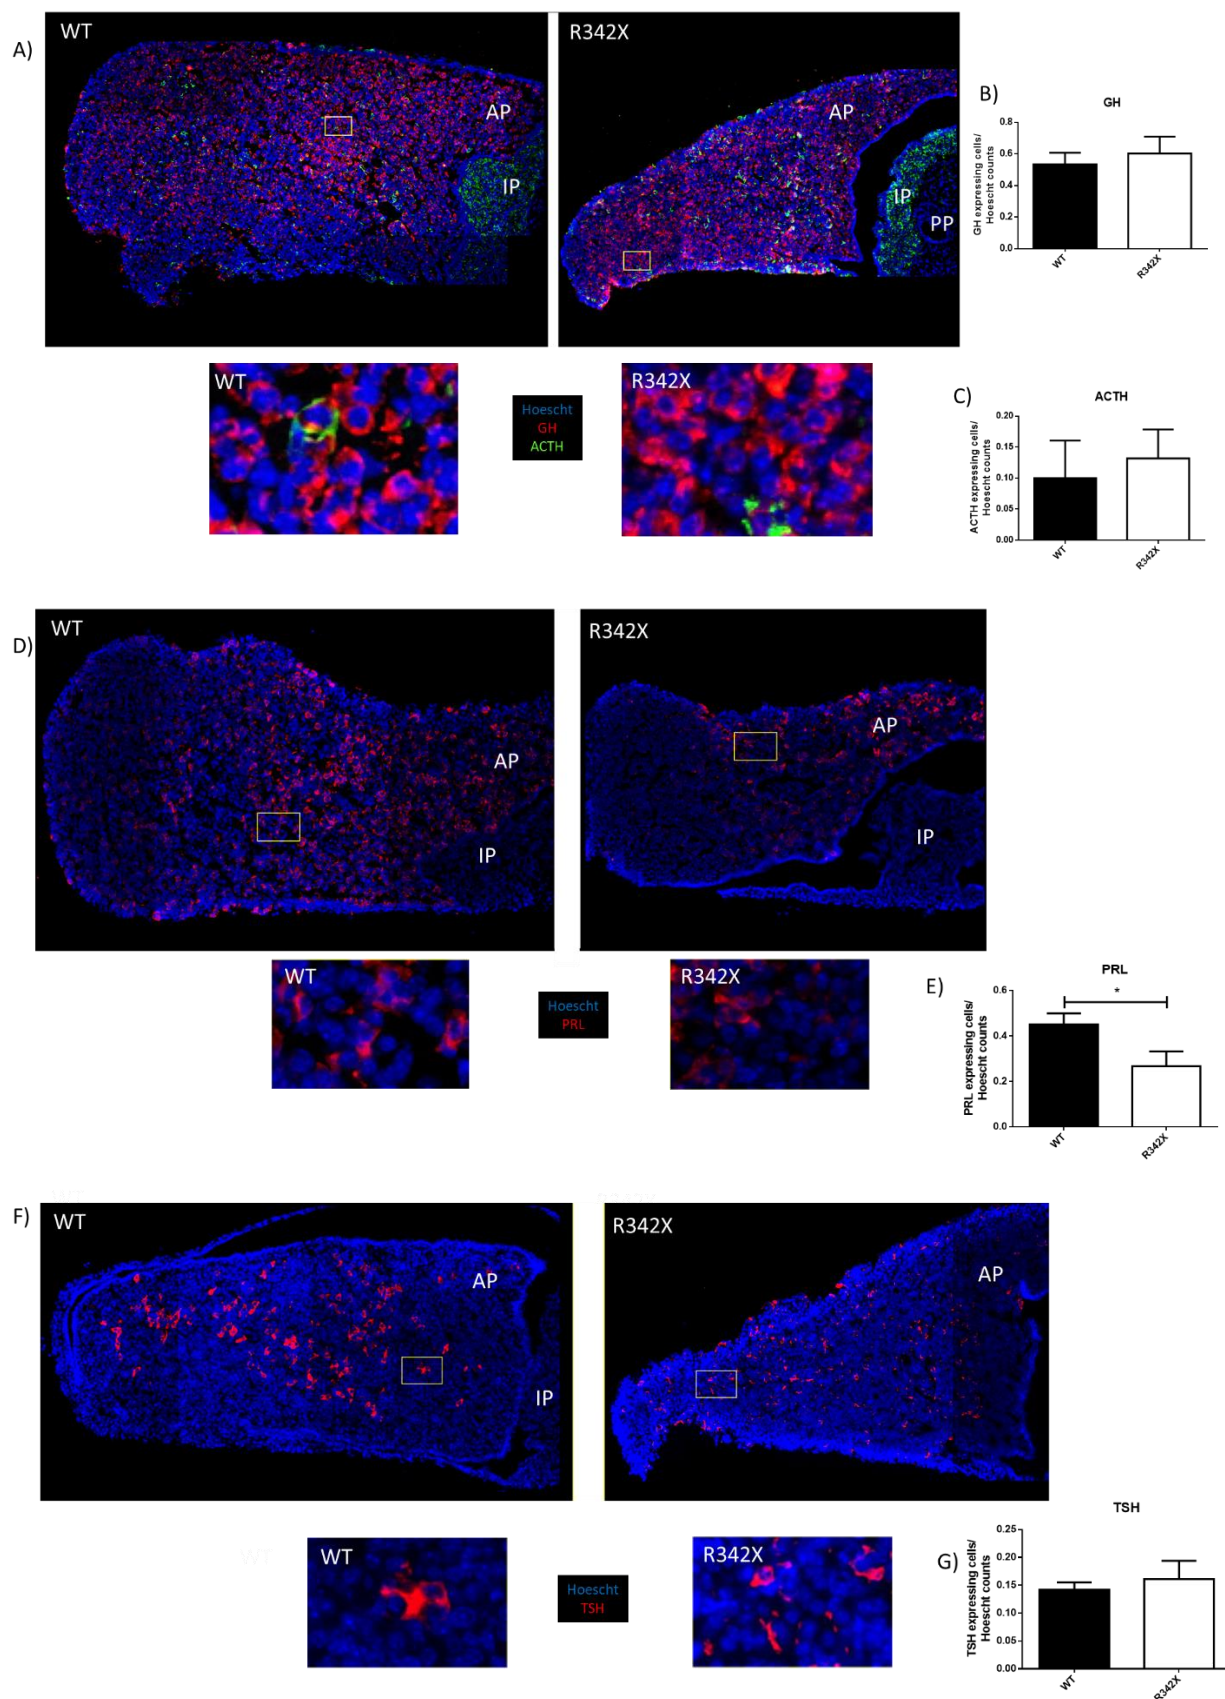 A)
WT
AP
IP
R342X
AP
IP
PP
B)
GH
GH expressing cells/
Hoescht counts
0.8
0.6
0.4
0.2
0.0
WT
R342X
WT
Hoescht
GH
ACTH
R342X
C)
ACTH
ACTH expressing cells/
Hoescht counts
0.20
0.15
0.10
0.05
0.00
WT
R342X
D)
WT
AP
IP
R342X
AP
IP
WT
Hoescht
PRL
R342X
E)
PRL
*
PRL expressing cells/
Hoescht counts
0.6
0.4
0.2
0.0
WT
R342X
F)
WT
AP
IP
R342X
AP
WT
Hoescht
TSH
R342X
G)
TSH
TSH expressing cells/
Hoescht counts
0.25
0.20
0.15
0.10
0.05
0.00
WT
R342X